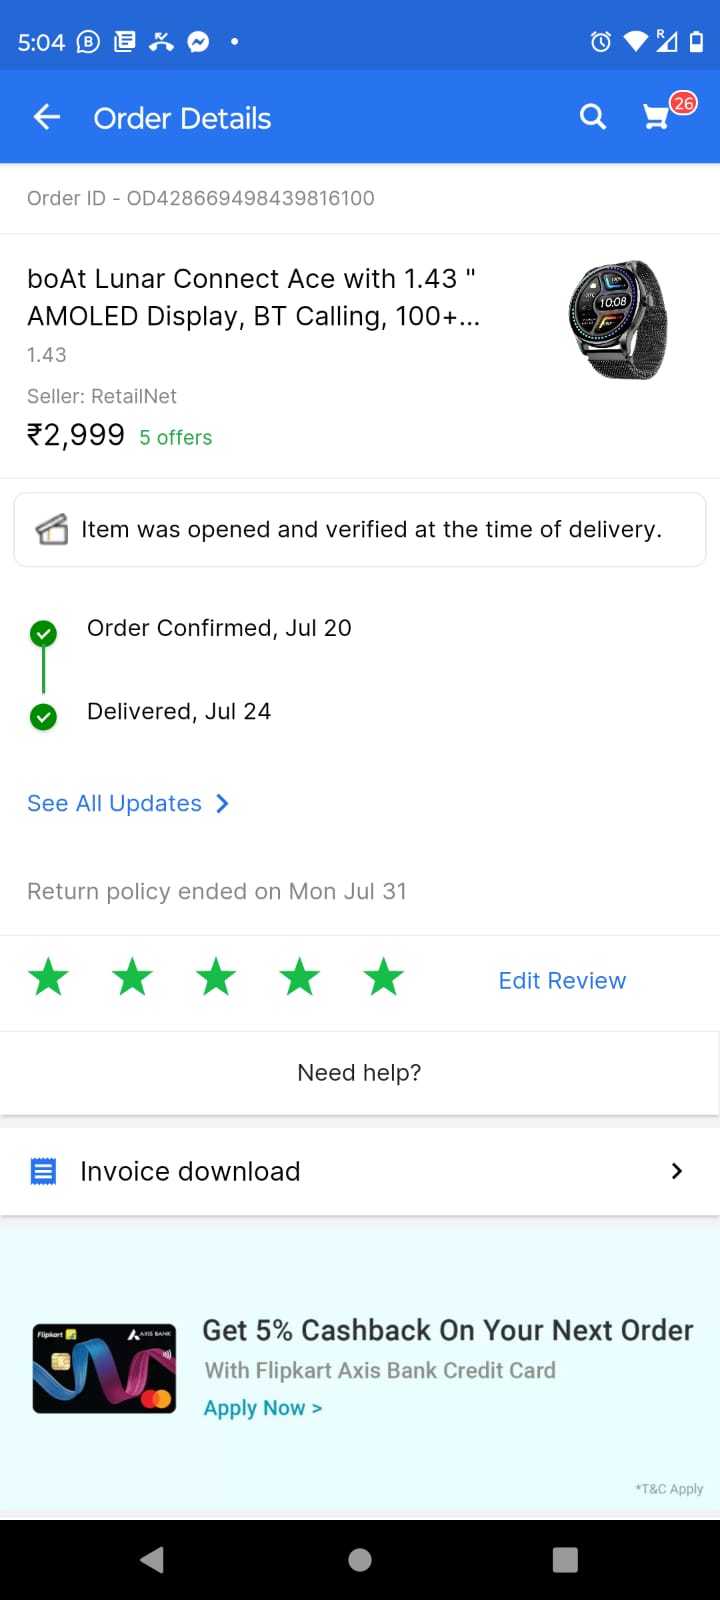 5:04
Order Details
26
Order ID - OD428669498439816100
boAt Lunar Connect Ace with 1.43 "
AMOLED Display, BT Calling, 100+...
10:08
1.43
Seller: RetailNet
₹2,999 5 offers
Item was opened and verified at the time of delivery.
Order Confirmed, Jul 20
Delivered, Jul 24
See All Updates
Return policy ended on Mon Jul 31
Edit Review
Need help?
Invoice download
Get 5% Cashback On Your Next Order
Flipkart AXIS BANK
With Flipkart Axis Bank Credit Card
Apply Now >
*T&C Apply